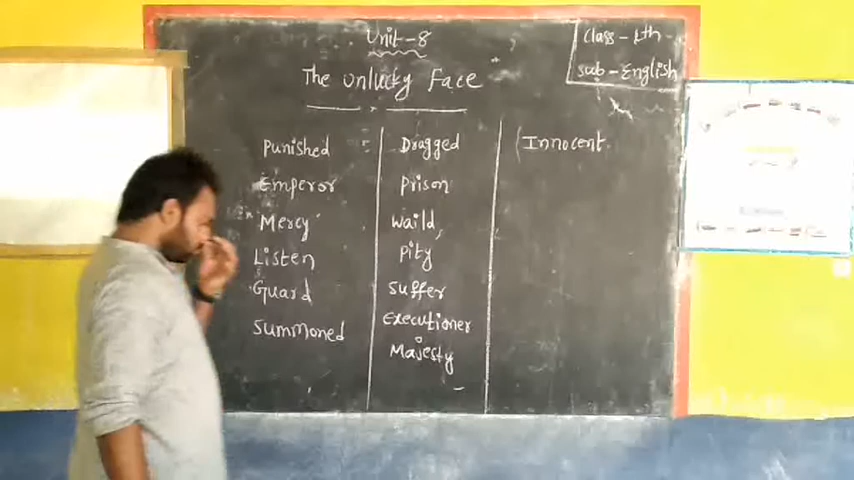 Unit-8
The unlucky Face
Class - 6th
Sub - English
Punished
Emperor
Mercy
Listen
Guard
Summoned
Dragged
Prison
Waild
Pity
Suffer
Executioner
Majesty
Innocent